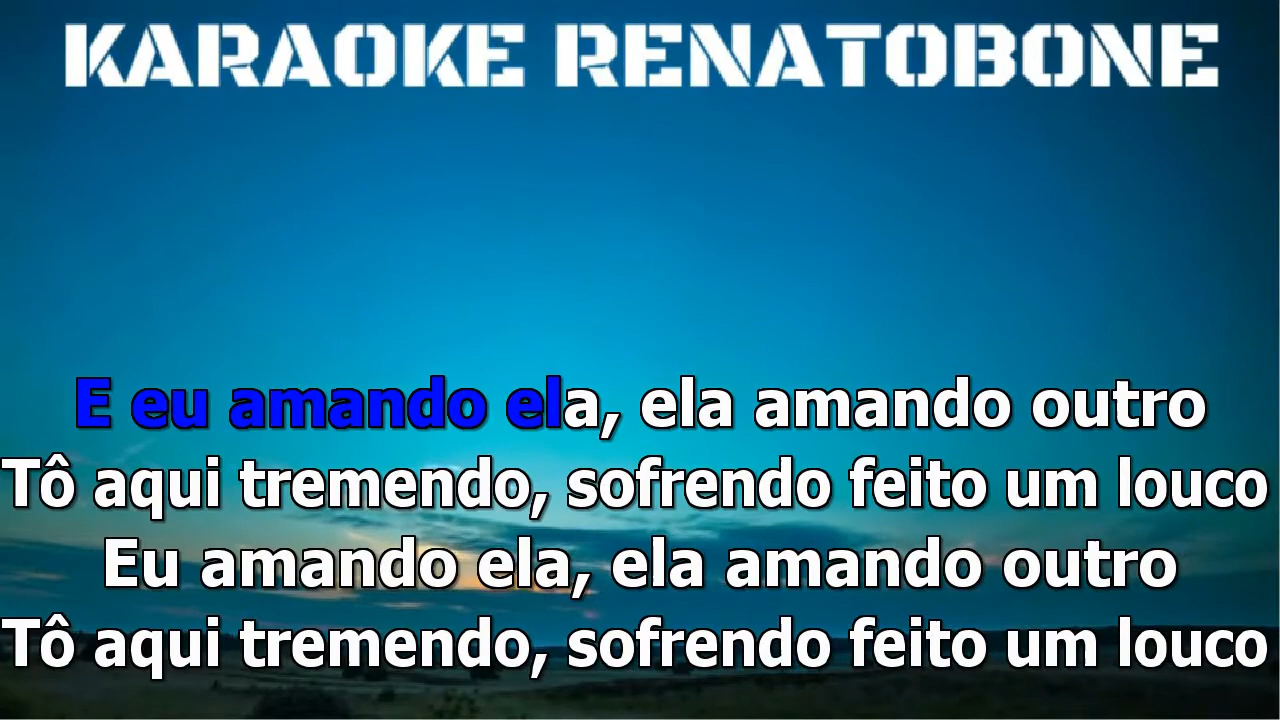 KARAOKE RENATOBONE
E eu amando ela, ela amando outro
Tô aqui tremendo, sofrendo feito um louco
Eu amando ela, ela amando outro
Tô aqui tremendo, sofrendo feito um louco